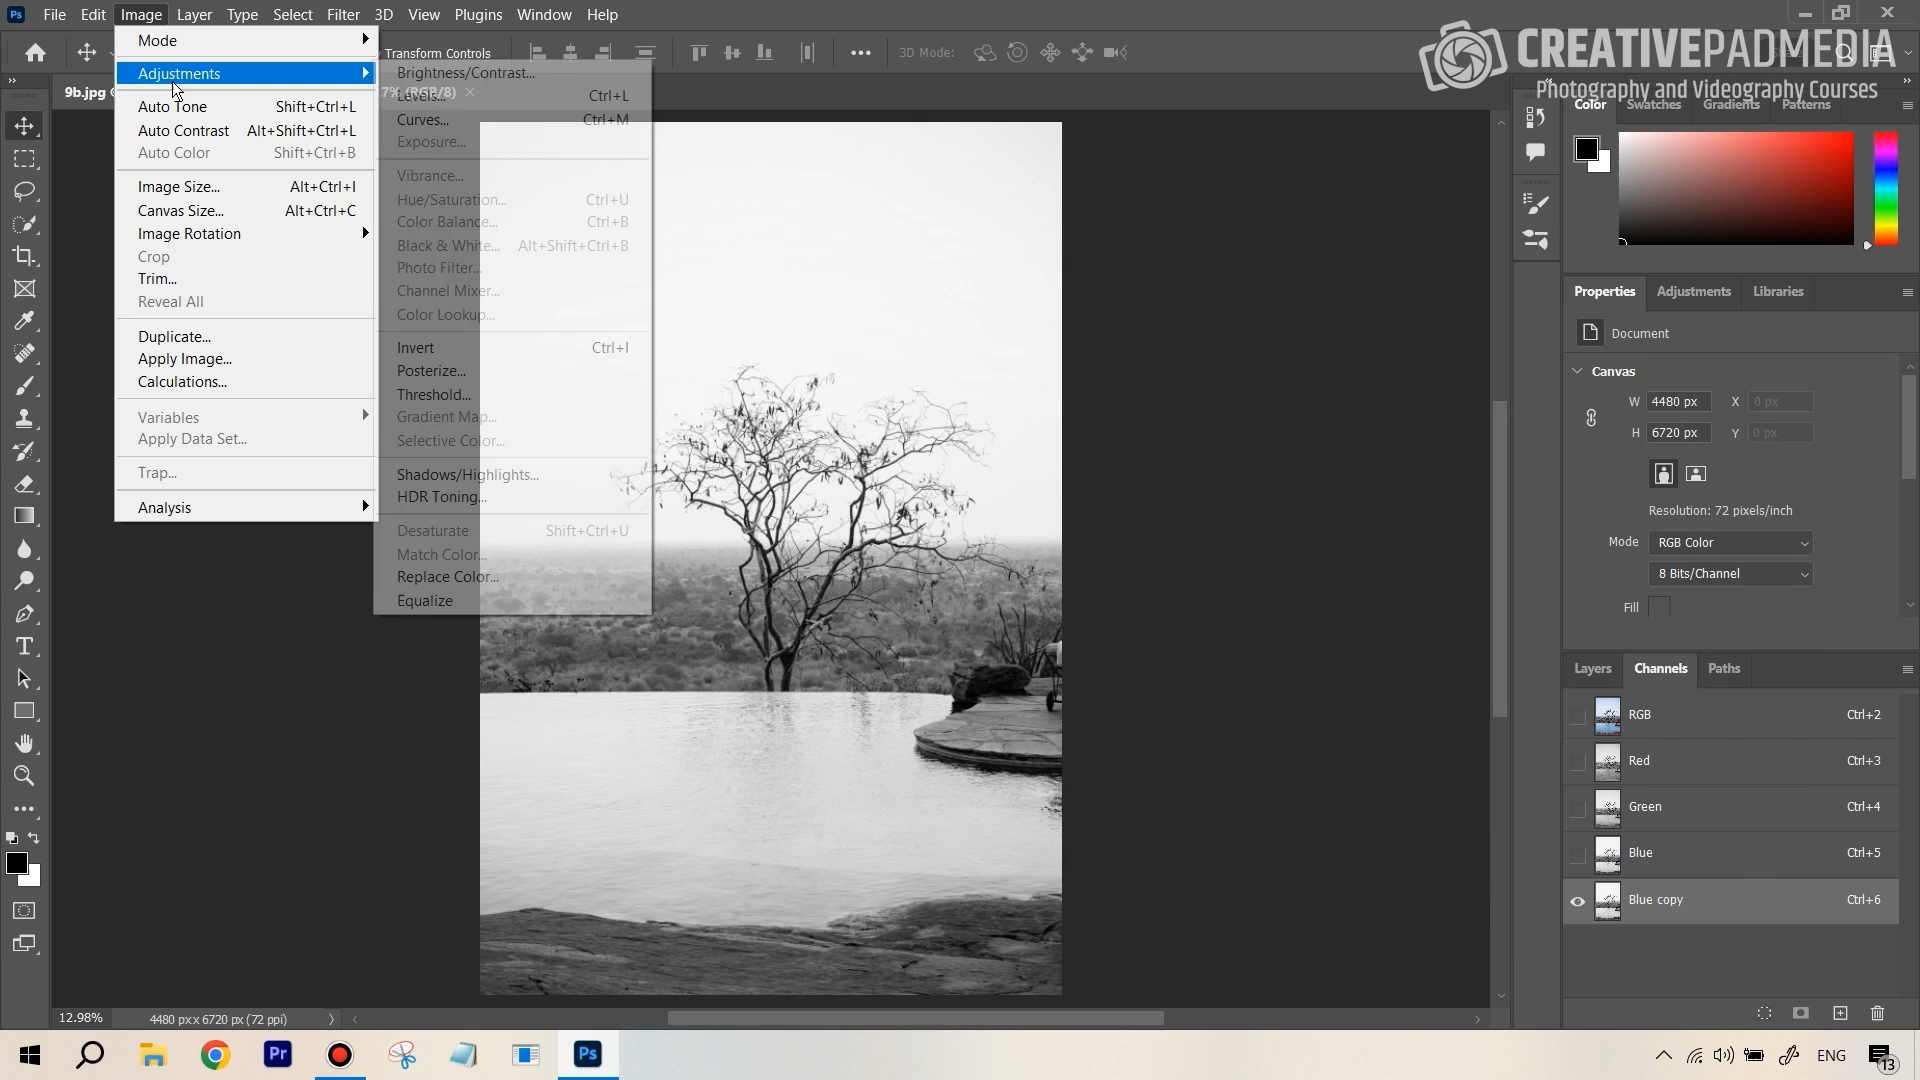 File Edit Image Layer Type Select Filter 3D View Plugins Window Help
Transform Controls
3D Mode:
CREATIVEPADMEDIA
Photography and Videography Courses
9b.jpg
7% (RGB/8)
Mode
Adjustments
Auto Tone Shift+Ctrl+L
Auto Contrast Alt+Shift+Ctrl+L
Auto Color Shift+Ctrl+B
Image Size... Alt+Ctrl+I
Canvas Size... Alt+Ctrl+C
Image Rotation
Crop
Trim...
Reveal All
Duplicate...
Apply Image...
Calculations...
Variables
Apply Data Set...
Trap...
Analysis
Brightness/Contrast...
Levels... Ctrl+L
Curves... Ctrl+M
Exposure...
Vibrance...
Hue/Saturation... Ctrl+U
Color Balance... Ctrl+B
Black & White... Alt+Shift+Ctrl+B
Photo Filter...
Channel Mixer...
Color Lookup...
Invert Ctrl+I
Posterize...
Threshold...
Gradient Map...
Selective Color...
Shadows/Highlights...
HDR Toning...
Desaturate Shift+Ctrl+U
Match Color...
Replace Color...
Equalize
Color Swatches Gradients Patterns
Properties Adjustments Libraries
Document
Canvas
W 4480 px X 0 px
H 6720 px Y 0 px
Resolution: 72 pixels/inch
Mode RGB Color
8 Bits/Channel
Fill
Layers Channels Paths
RGB Ctrl+2
Red Ctrl+3
Green Ctrl+4
Blue Ctrl+5
Blue copy Ctrl+6
12.98% 4480 px x 6720 px (72 ppi)
Pr
Ps
ENG
13